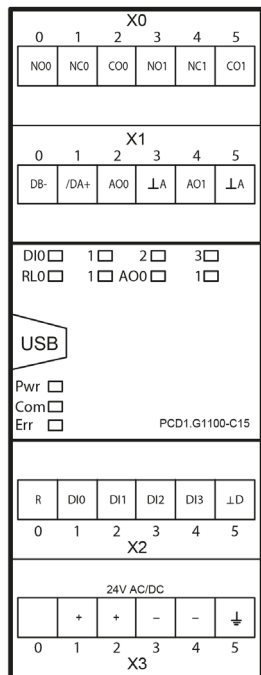 X0
0 1 2 3 4 5
NO0 NC0 CO0 NO1 NC1 CO1
X1
0 1 2 3 4 5
DB- /DA+ AO0 ⊥A AO1 ⊥A
DI0 1 2 3
RL0 1 AO0 1
USB
Pwr
Com
Err PCD1.G1100-C15
R DI0 DI1 DI2 DI3 ⊥D
0 1 2 3 4 5
X2
24V AC/DC
+ + – – ⏚
0 1 2 3 4 5
X3